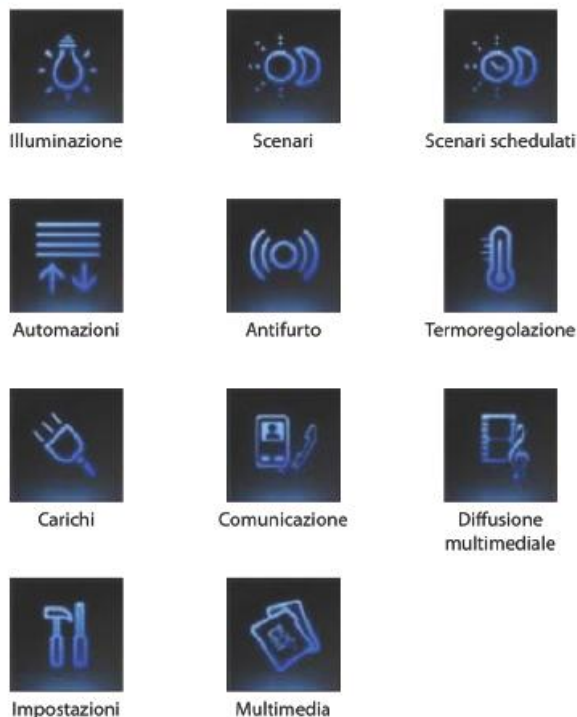 Illuminazione
Scenari
Scenari schedulati
Automazioni
Antifurto
Termoregolazione
Carichi
Comunicazione
Diffusione
multimediale
Impostazioni
Multimedia